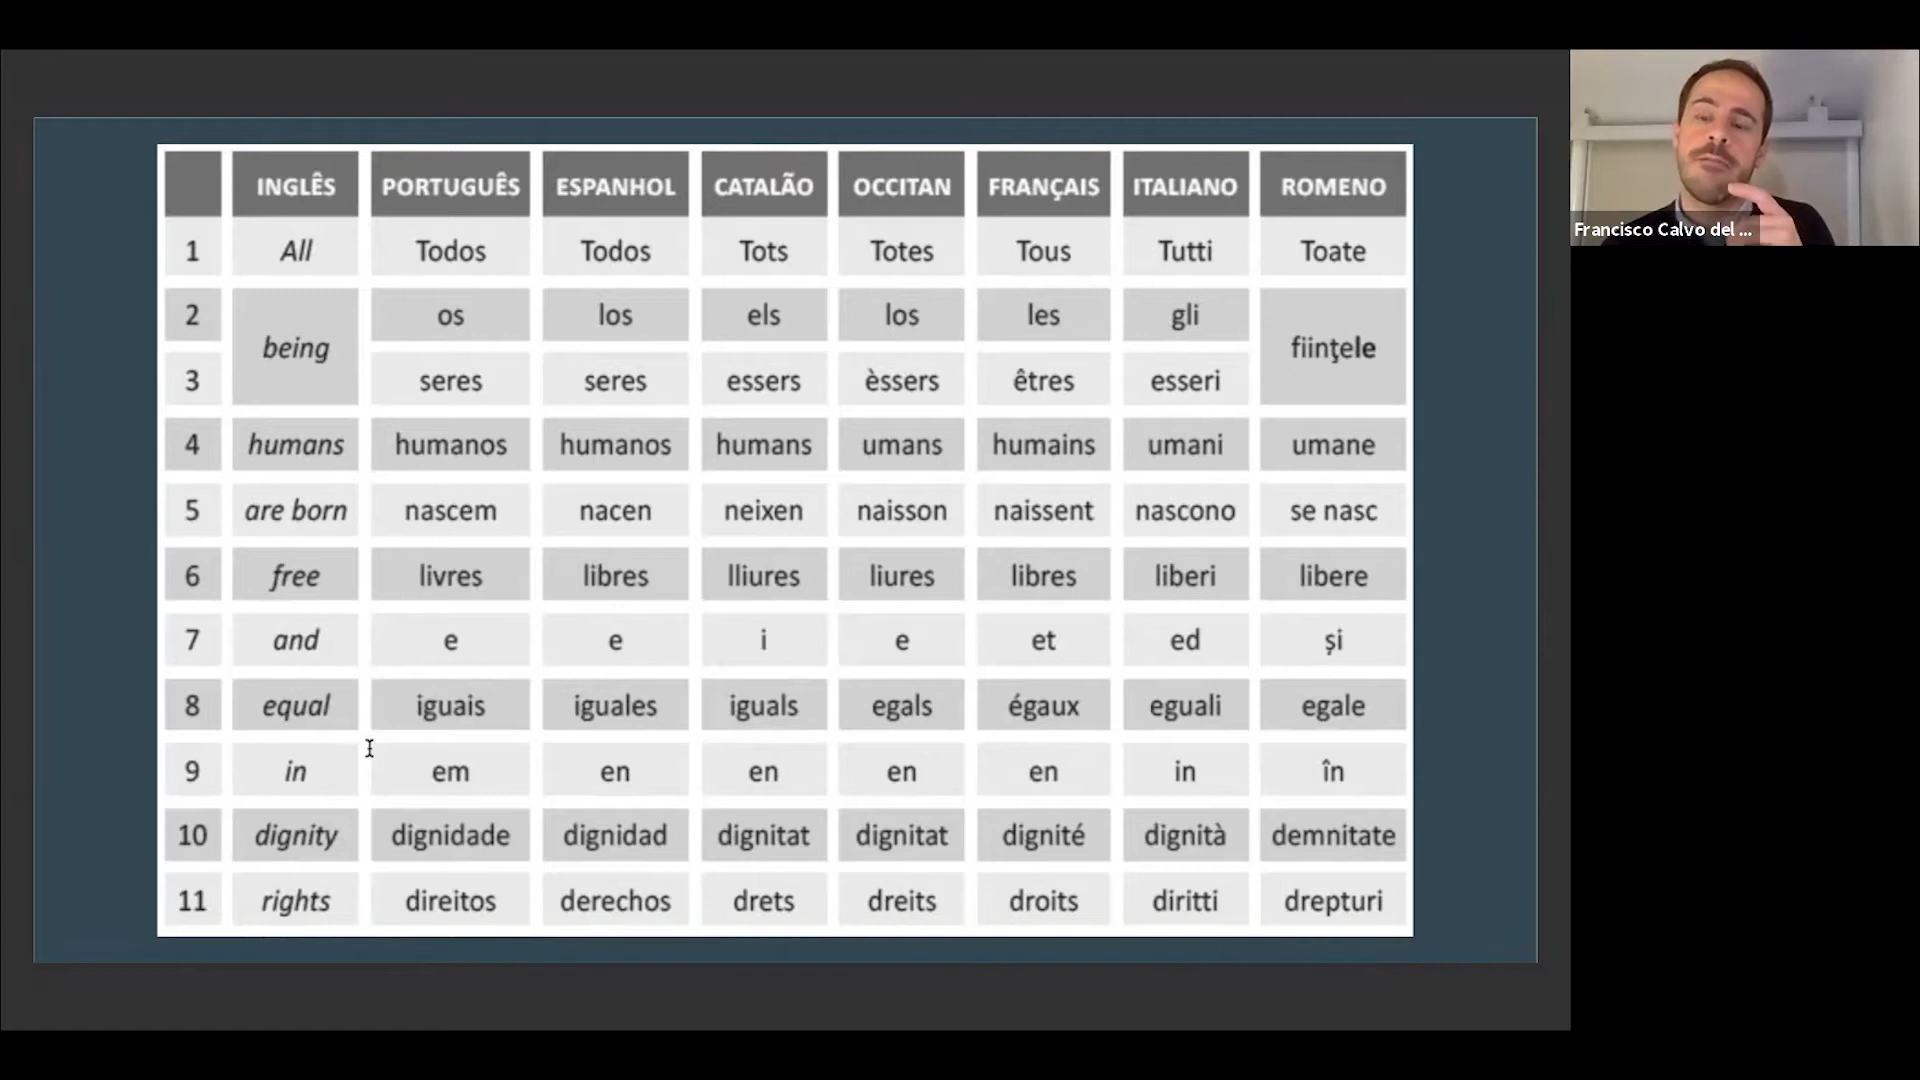 INGLÊS PORTUGUÊS ESPANHOL CATALÃO OCCITAN FRANÇAIS ITALIANO ROMENO
1 All Todos Todos Tots Totes Tous Tutti Toate
2 being os los els los les gli fiinţele
3 seres seres essers èssers êtres esseri
4 humans humanos humanos humans umans humains umani umane
5 are born nascem nacen neixen naisson naissent nascono se nasc
6 free livres libres lliures liures libres liberi libere
7 and e e i e et ed și
8 equal iguais iguales iguals egals égaux eguali egale
9 in em en en en en in în
10 dignity dignidade dignidad dignitat dignitat dignité dignità demnitate
11 rights direitos derechos drets dreits droits diritti drepturi
Francisco Calvo del ...